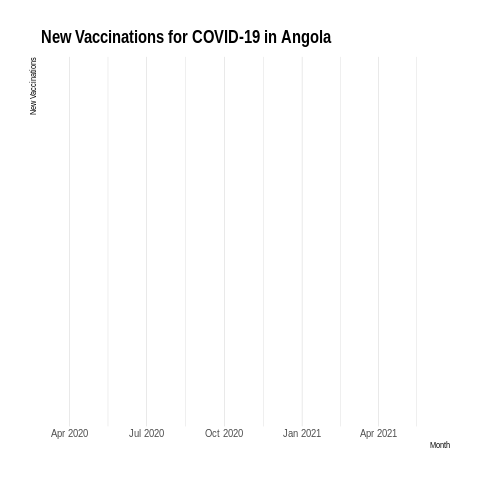 New Vaccinations for COVID-19 in Angola
New Vaccinations
Apr 2020 Jul 2020 Oct 2020 Jan 2021 Apr 2021
Month